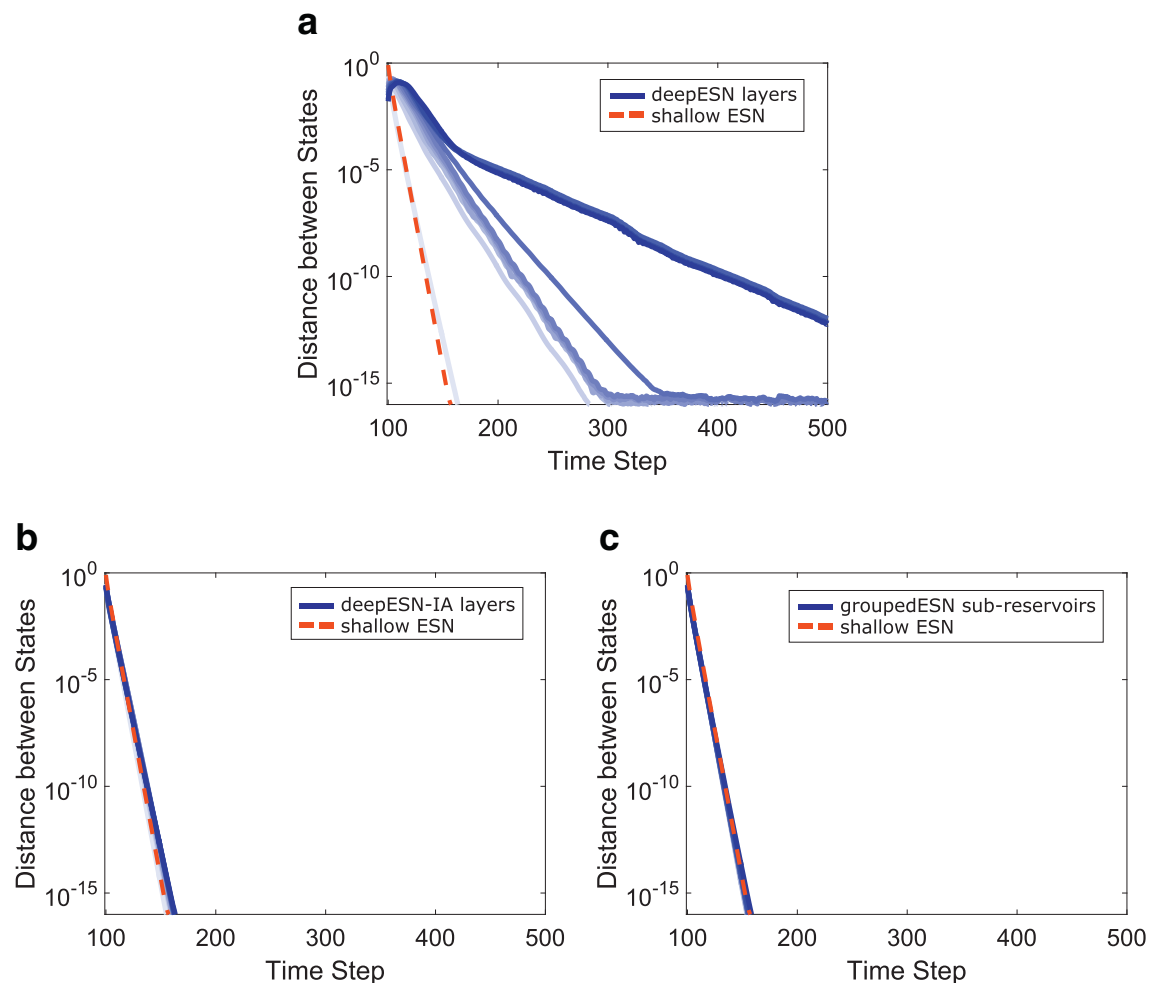 a
10^0
10^-5
10^-10
10^-15
Distance between States
deepESN layers
shallow ESN
100 200 300 400 500
Time Step
b
10^0
10^-5
10^-10
10^-15
Distance between States
deepESN-IA layers
shallow ESN
100 200 300 400 500
Time Step
c
10^0
10^-5
10^-10
10^-15
Distance between States
groupedESN sub-reservoirs
shallow ESN
100 200 300 400 500
Time Step